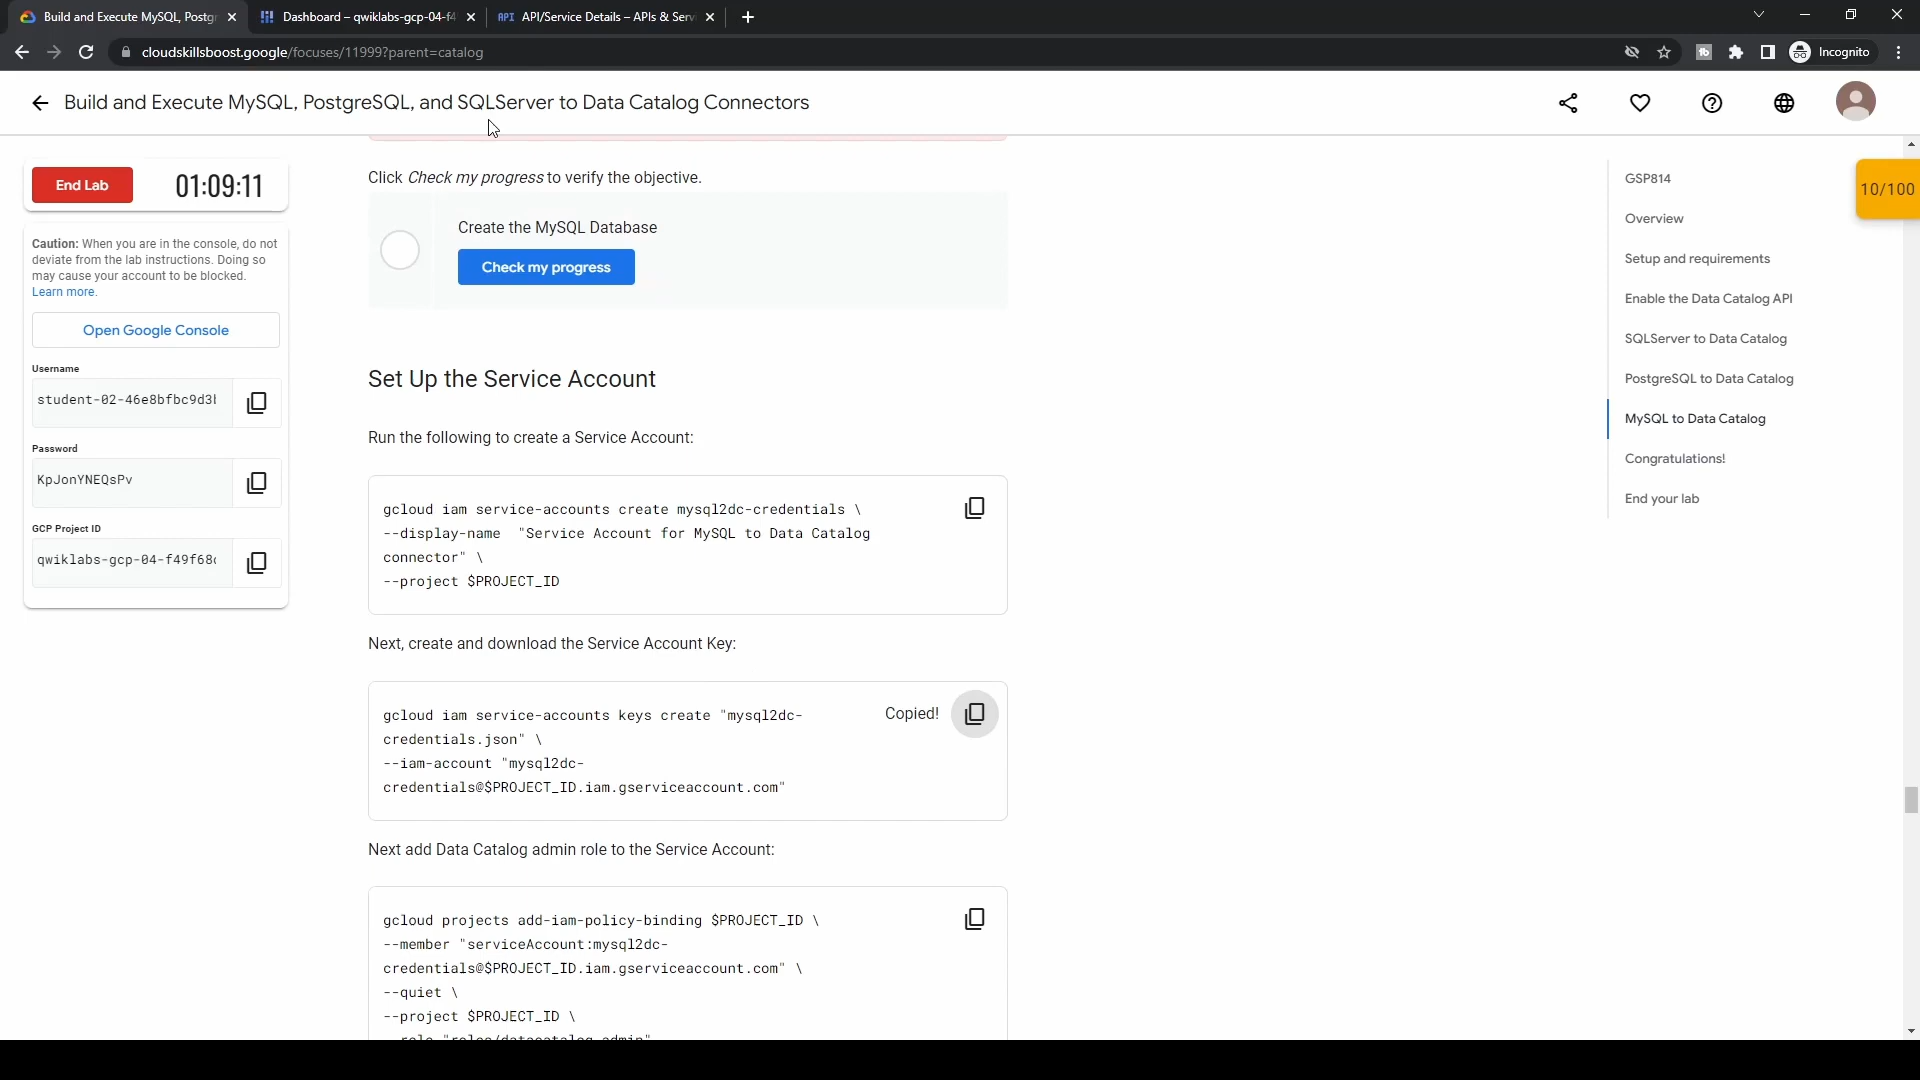 Build and Execute MySQL, Postgr
Dashboard – qwiklabs-gcp-04-f4
API API/Service Details – APIs & Serv
cloudskillsboost.google/focuses/11999?parent=catalog
Incognito
Build and Execute MySQL, PostgreSQL, and SQLServer to Data Catalog Connectors
End Lab
01:09:11
Caution: When you are in the console, do not
deviate from the lab instructions. Doing so
may cause your account to be blocked.
Learn more.
Open Google Console
Username
student-02-46e8bfbc9d3
Password
KpJonYNEQsPv
GCP Project ID
qwiklabs-gcp-04-f49f68
Click Check my progress to verify the objective.
Create the MySQL Database
Check my progress
Set Up the Service Account
Run the following to create a Service Account:
gcloud iam service-accounts create mysql2dc-credentials \
--display-name "Service Account for MySQL to Data Catalog
connector" \
--project $PROJECT_ID
Next, create and download the Service Account Key:
gcloud iam service-accounts keys create "mysql2dc-
credentials.json" \
--iam-account "mysql2dc-
credentials@$PROJECT_ID.iam.gserviceaccount.com"
Copied!
Next add Data Catalog admin role to the Service Account:
gcloud projects add-iam-policy-binding $PROJECT_ID \
--member "serviceAccount:mysql2dc-
credentials@$PROJECT_ID.iam.gserviceaccount.com" \
--quiet \
--project $PROJECT_ID \
--role "roles/datacatalog.admin"
GSP814
Overview
Setup and requirements
Enable the Data Catalog API
SQLServer to Data Catalog
PostgreSQL to Data Catalog
MySQL to Data Catalog
Congratulations!
End your lab
10/100